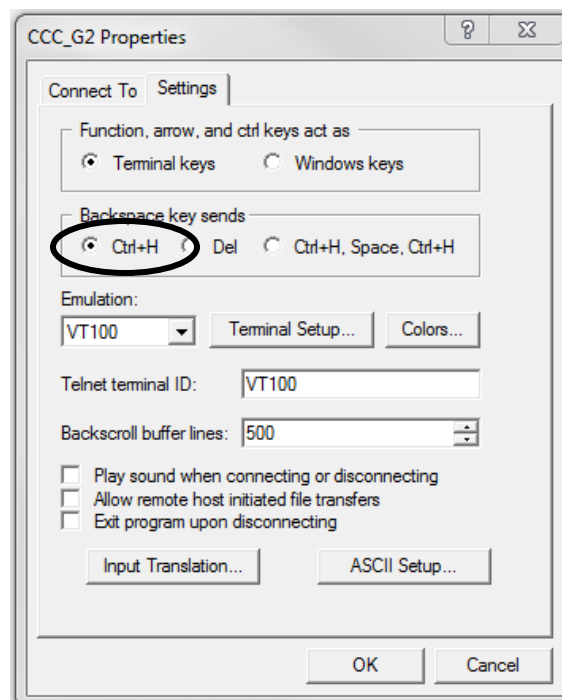 CCC_G2 Properties
Connect To Settings
Function, arrow, and ctrl keys act as
Terminal keys Windows keys
Backspace key sends
Ctrl+H Del Ctrl+H, Space, Ctrl+H
Emulation:
VT100 Terminal Setup... Colors...
Telnet terminal ID: VT100
Backscroll buffer lines: 500
Play sound when connecting or disconnecting
Allow remote host initiated file transfers
Exit program upon disconnecting
Input Translation... ASCII Setup...
OK Cancel